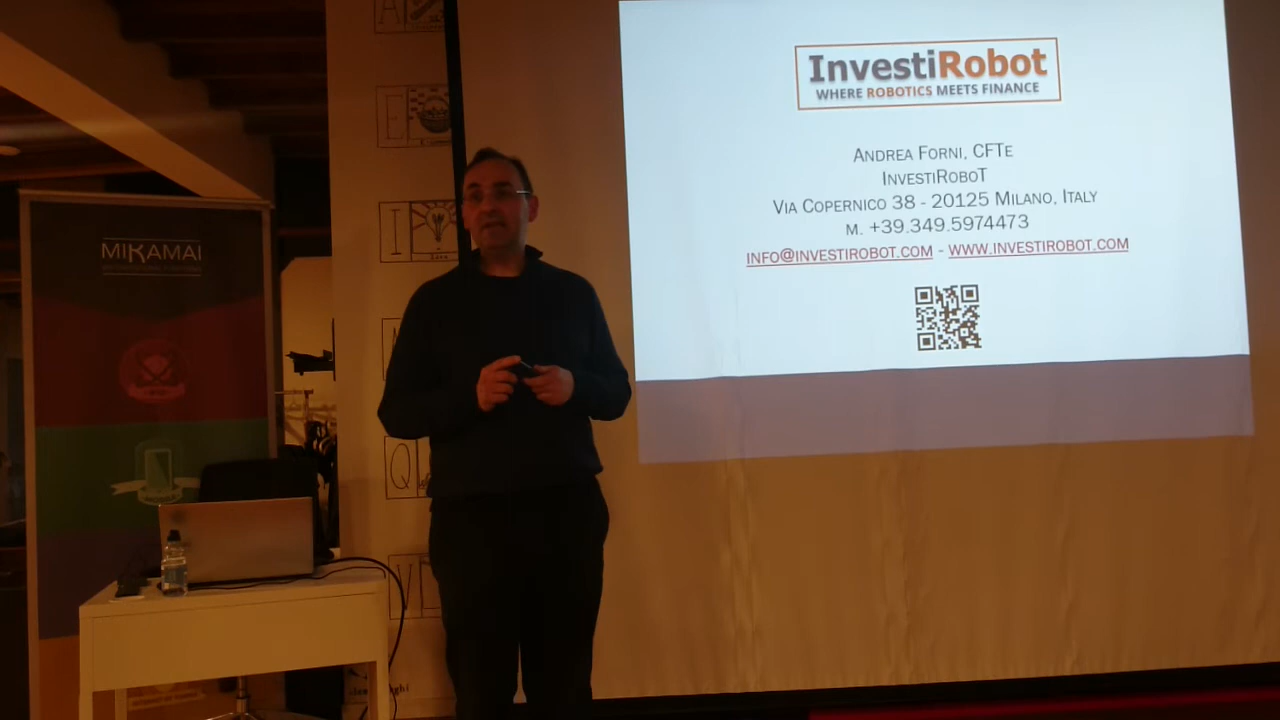 InvestiRobot
WHERE ROBOTICS MEETS FINANCE
ANDREA FORNI, CFTE
INVESTIROBOT
VIA COPERNICO 38 - 20125 MILANO, ITALY
M. +39.349.5974473
INFO@INVESTIROBOT.COM - WWW.INVESTIROBOT.COM
MIKAMAI
A
E
I
Q
V